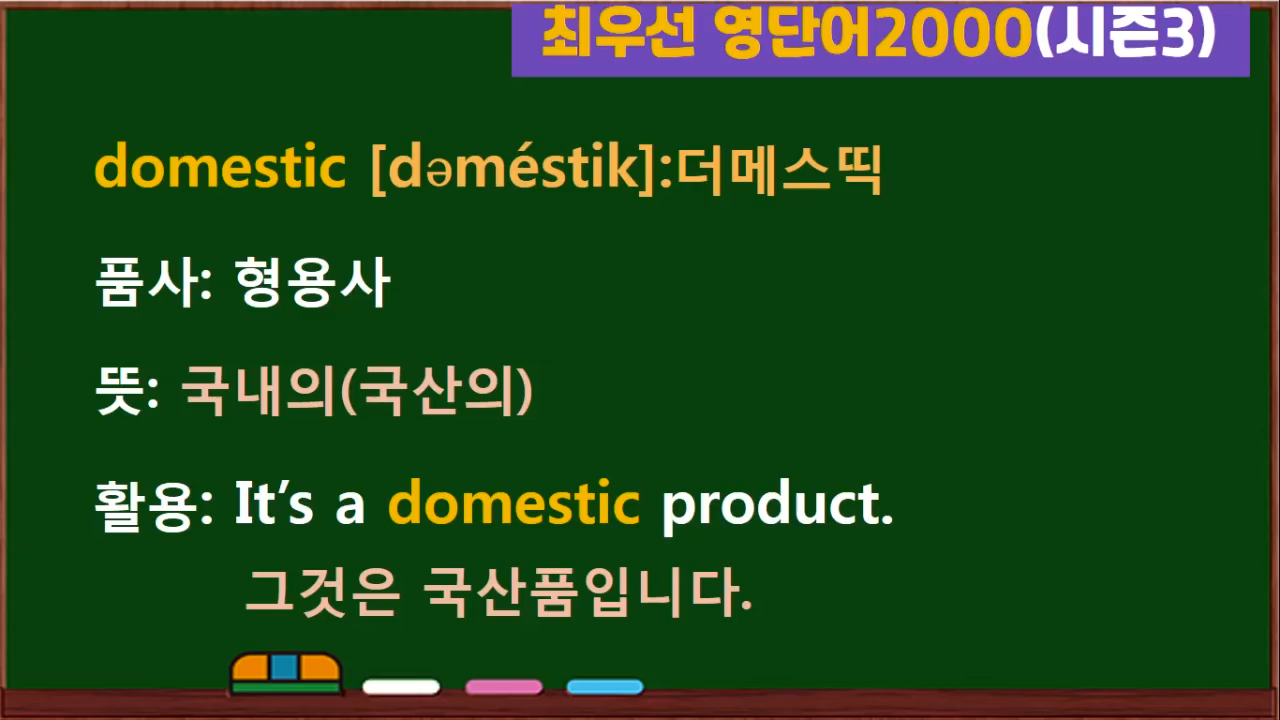 최우선 영단어2000(시즌3)
domestic [dəméstik]:더메스띡
품사: 형용사
뜻: 국내의(국산의)
활용: It’s a domestic product.
그것은 국산품입니다.